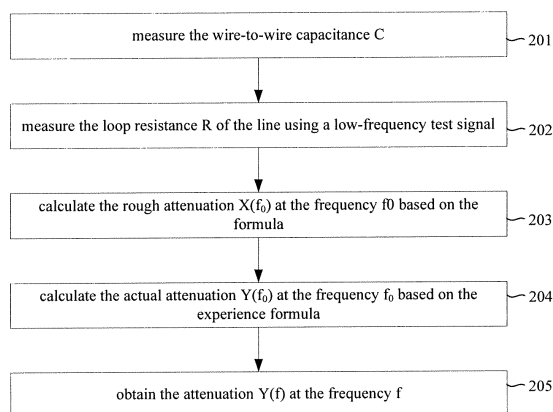 measure the wire-to-wire capacitance C
201
measure the loop resistance R of the line using a low-frequency test signal
202
calculate the rough attenuation X(f₀) at the frequency f0 based on the
formula
203
calculate the actual attenuation Y(f₀) at the frequency f₀ based on the
experience formula
204
obtain the attenuation Y(f) at the frequency f
205